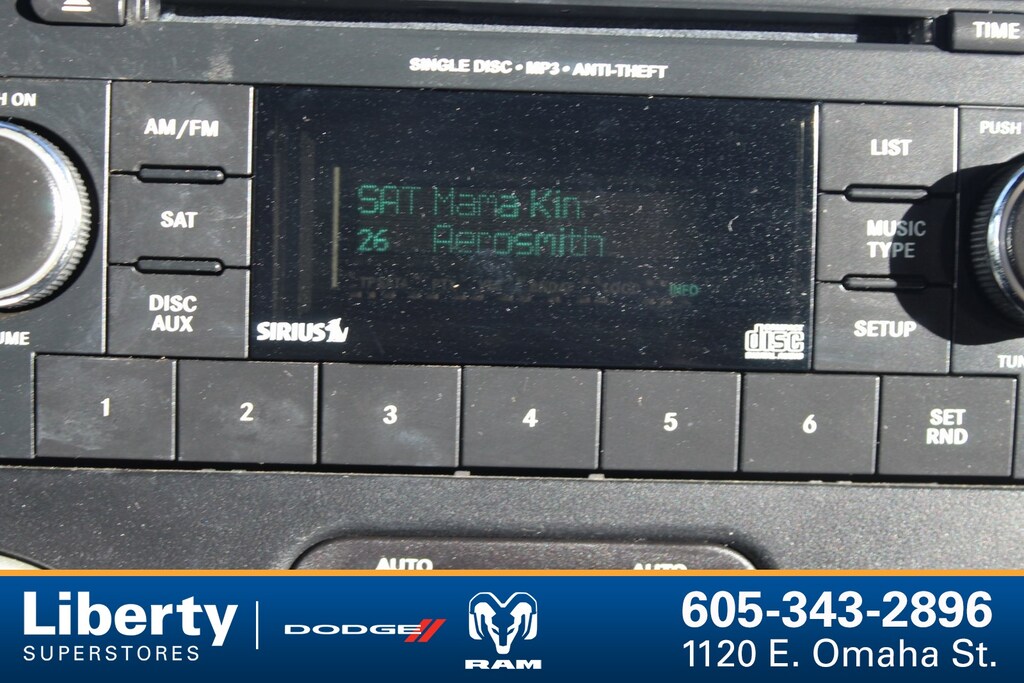 TIME
SINGLE DISC • MP3 • ANTI-THEFT
H ON
AM/FM
SAT
DISC
AUX
UME
SAT Mama Kin
26 Aerosmith
INFO
SIRIUS
COMPACT
disc
LIST
MUSIC
TYPE
SETUP
PUSH
TUN
1
2
3
4
5
6
SET
RND
AUTO
AUTO
Liberty
SUPERSTORES
DODGE
RAM
605-343-2896
1120 E. Omaha St.